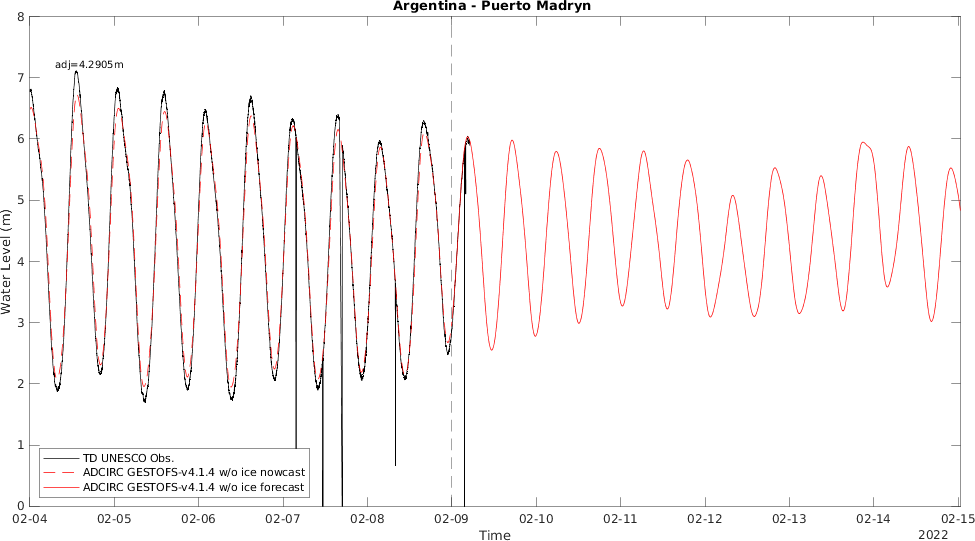 Argentina - Puerto Madryn
8
7
6
5
4
3
2
1
0
Water Level (m)
adj=4.2905m
TD UNESCO Obs.
ADCIRC GESTOFS-v4.1.4 w/o ice nowcast
ADCIRC GESTOFS-v4.1.4 w/o ice forecast
02-04 02-05 02-06 02-07 02-08 02-09 02-10 02-11 02-12 02-13 02-14 02-15
Time
2022